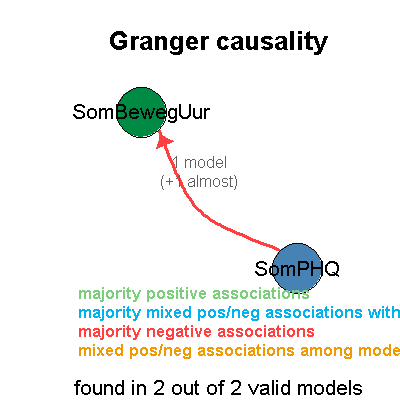 Granger causality
SomBewegUur
1 model
(+1 almost)
SomPHQ
majority positive associations
majority mixed pos/neg associations with
majority negative associations
mixed pos/neg associations among mode
found in 2 out of 2 valid models